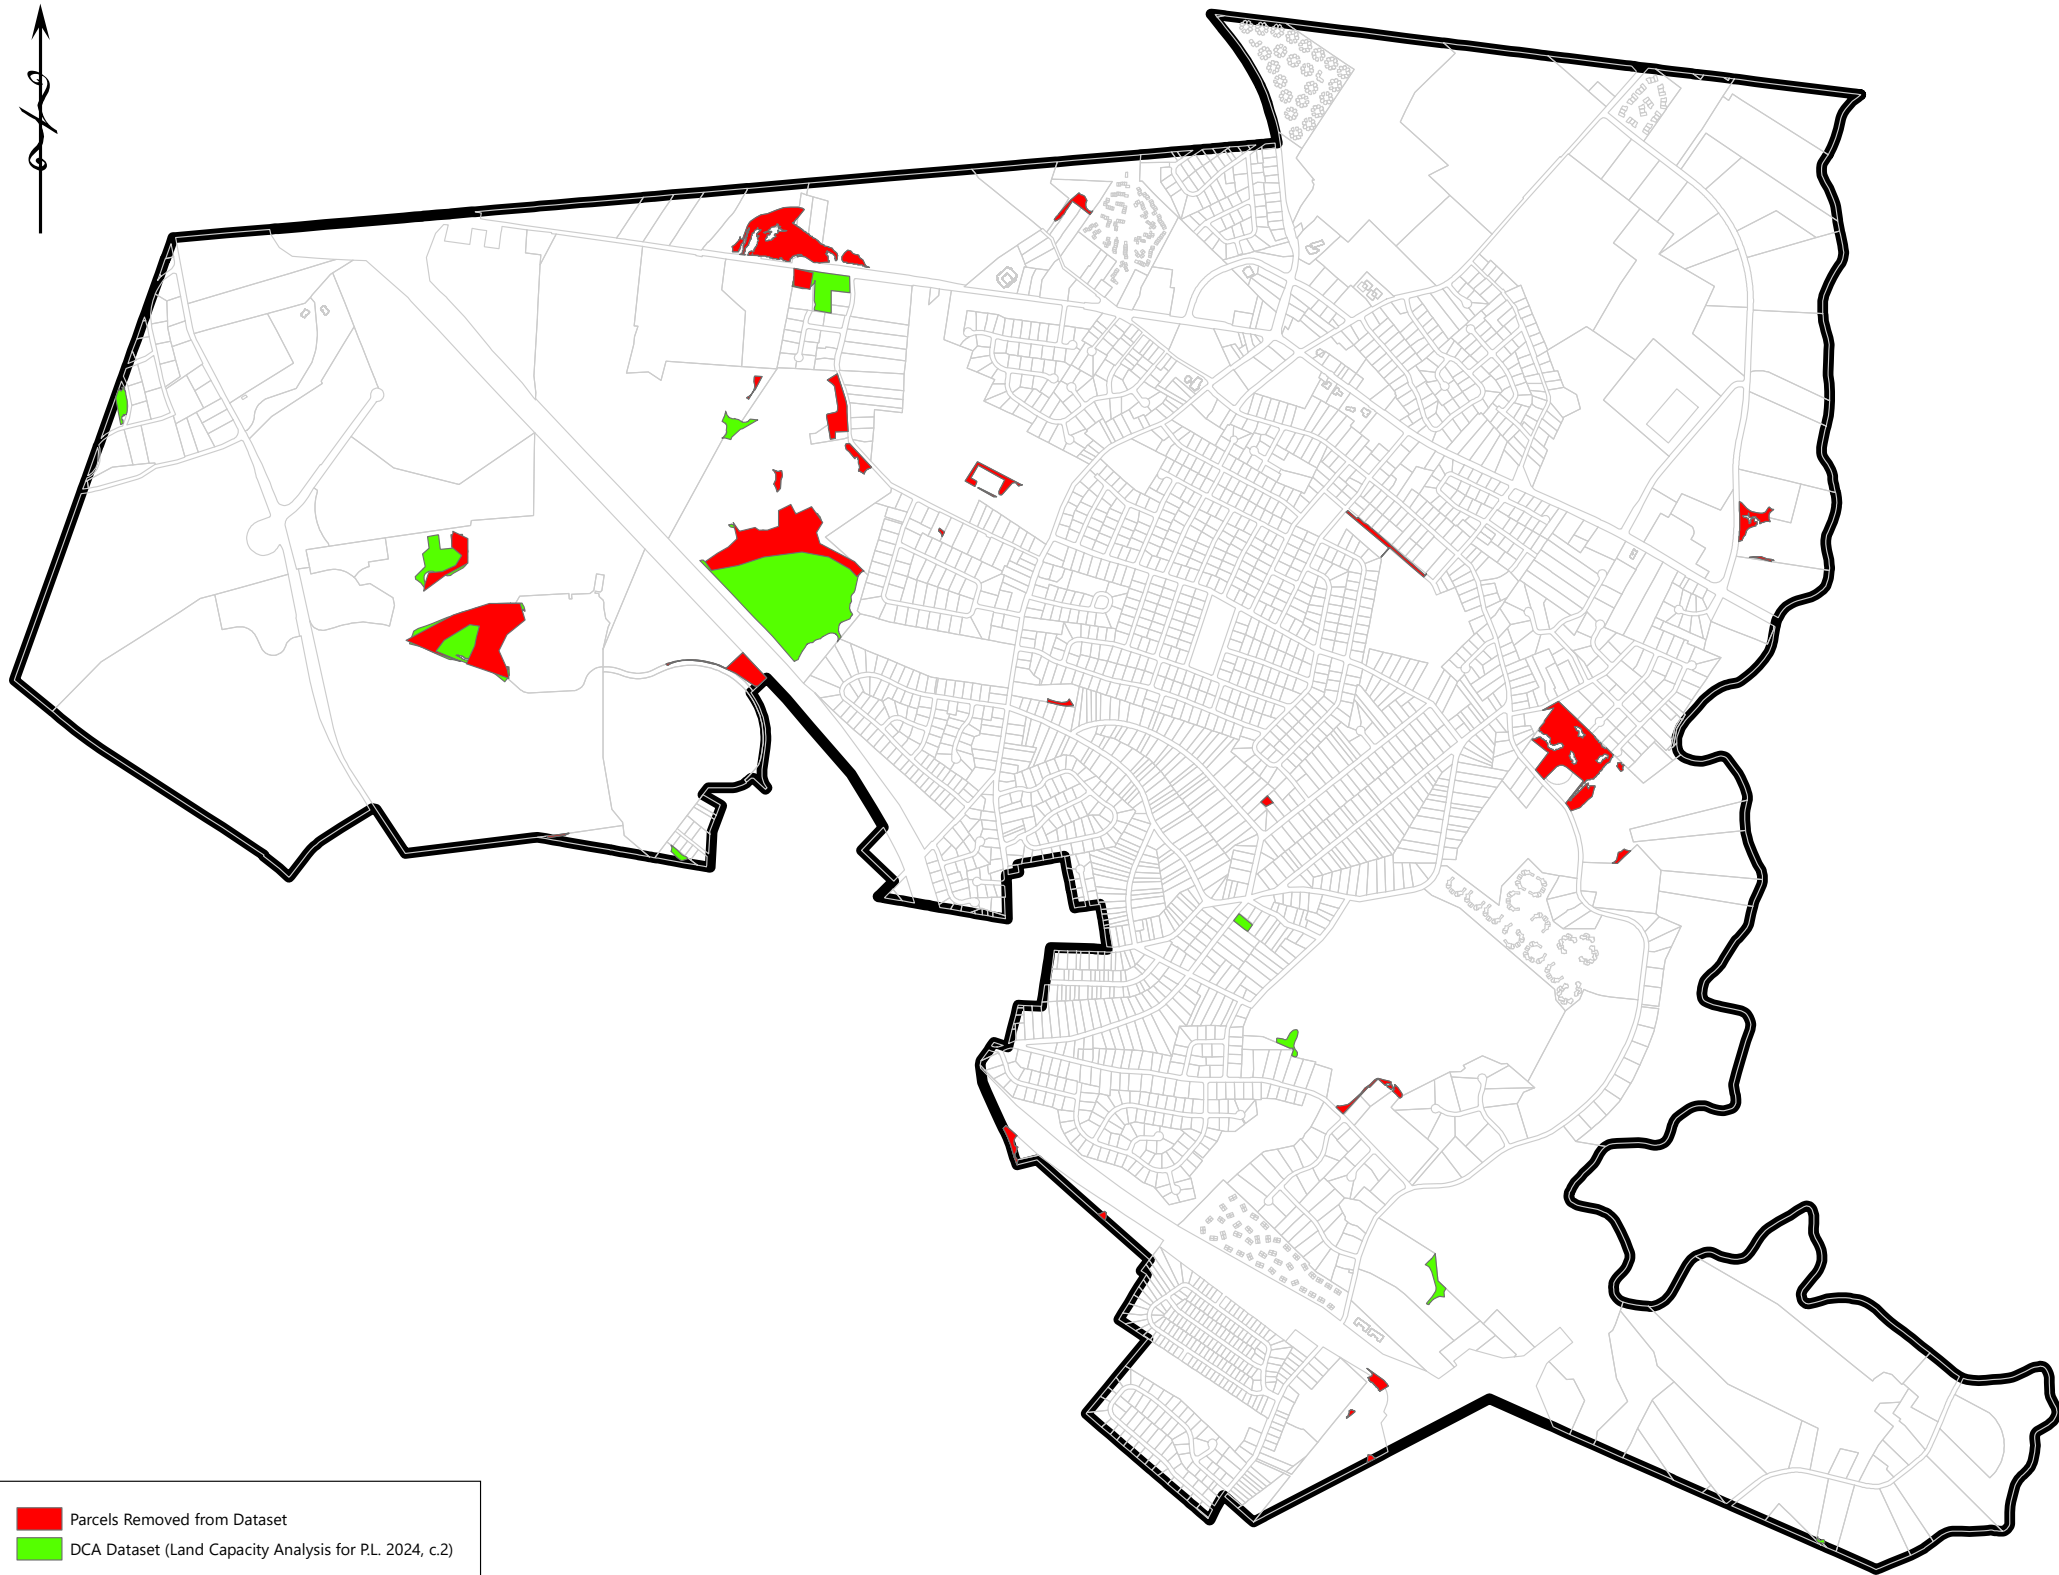 Parcels Removed from Dataset
DCA Dataset (Land Capacity Analysis for P.L. 2024, c.2)